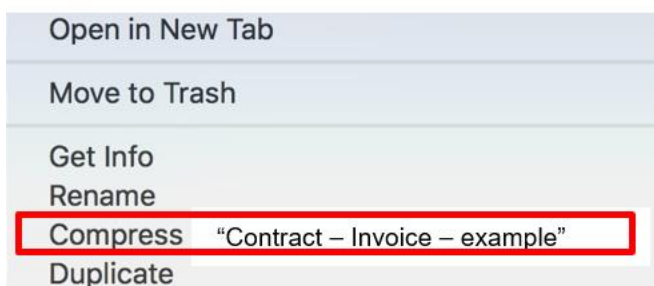 Open in New Tab
Move to Trash
Get Info
Rename
Compress “Contract – Invoice – example”
Duplicate